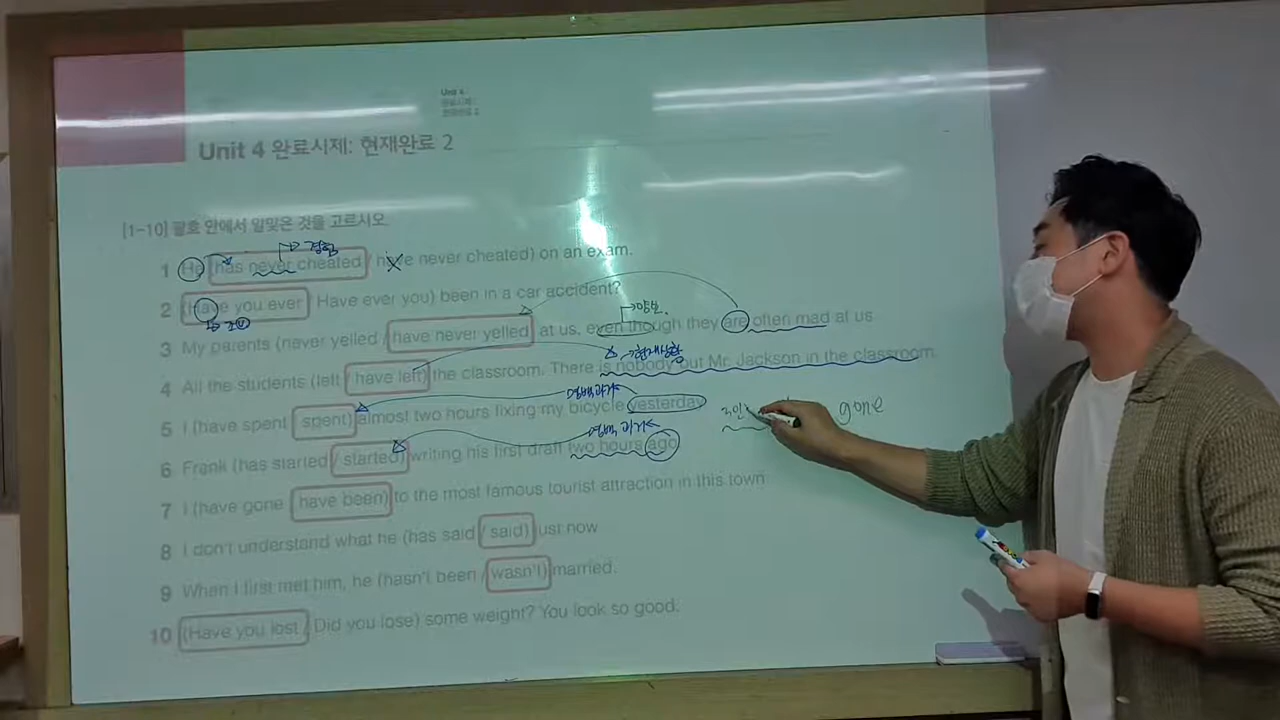 Unit 4
완료시제:
현재완료 2
Unit 4 완료시제: 현재완료 2
[1-10] 괄호 안에서 알맞은 것을 고르시오.
경험
1 He (has never cheated / have never cheated) on an exam.
2 (Have you ever / Have ever you) been in a car accident?
양보.
3 My parents (never yelled / have never yelled) at us, even though they are often mad at us.
현재상황
4 All the students (left / have left) the classroom. There is nobody but Mr. Jackson in the classroom.
명백과거
5 I (have spent / spent) almost two hours fixing my bicycle yesterday.
gone
명백 과거
6 Frank (has started / started) writing his first draft two hours ago.
7 I (have gone / have been) to the most famous tourist attraction in this town.
8 I don't understand what he (has said / said) just now.
9 When I first met him, he (hasn't been / wasn't) married.
10 (Have you lost / Did you lose) some weight? You look so good.